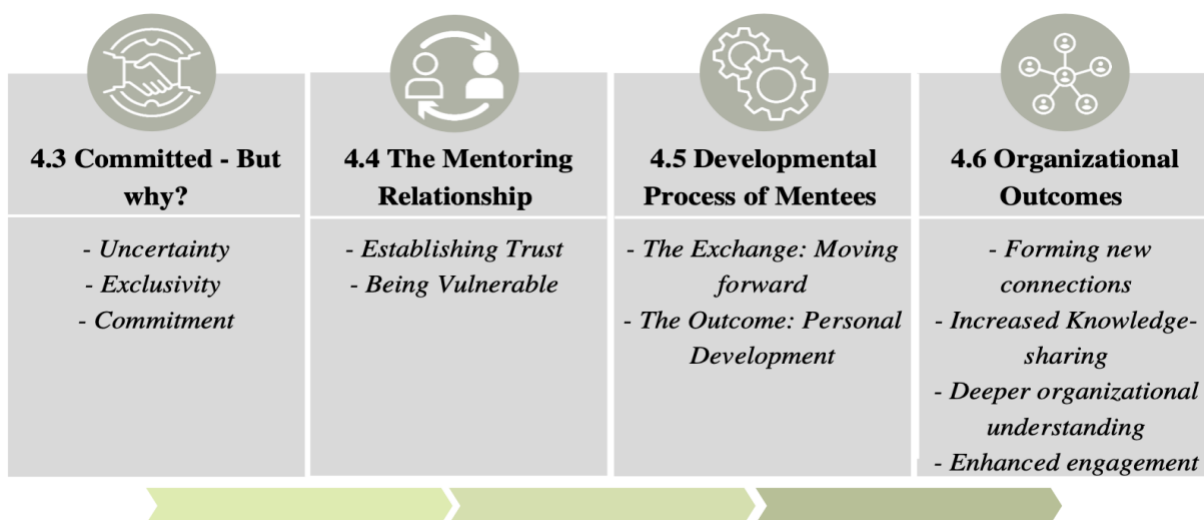 4.3 Committed - But
why?
- Uncertainty
- Exclusivity
- Commitment
4.4 The Mentoring
Relationship
- Establishing Trust
- Being Vulnerable
4.5 Developmental
Process of Mentees
- The Exchange: Moving
forward
- The Outcome: Personal
Development
4.6 Organizational
Outcomes
- Forming new
connections
- Increased Knowledge-
sharing
- Deeper organizational
understanding
- Enhanced engagement